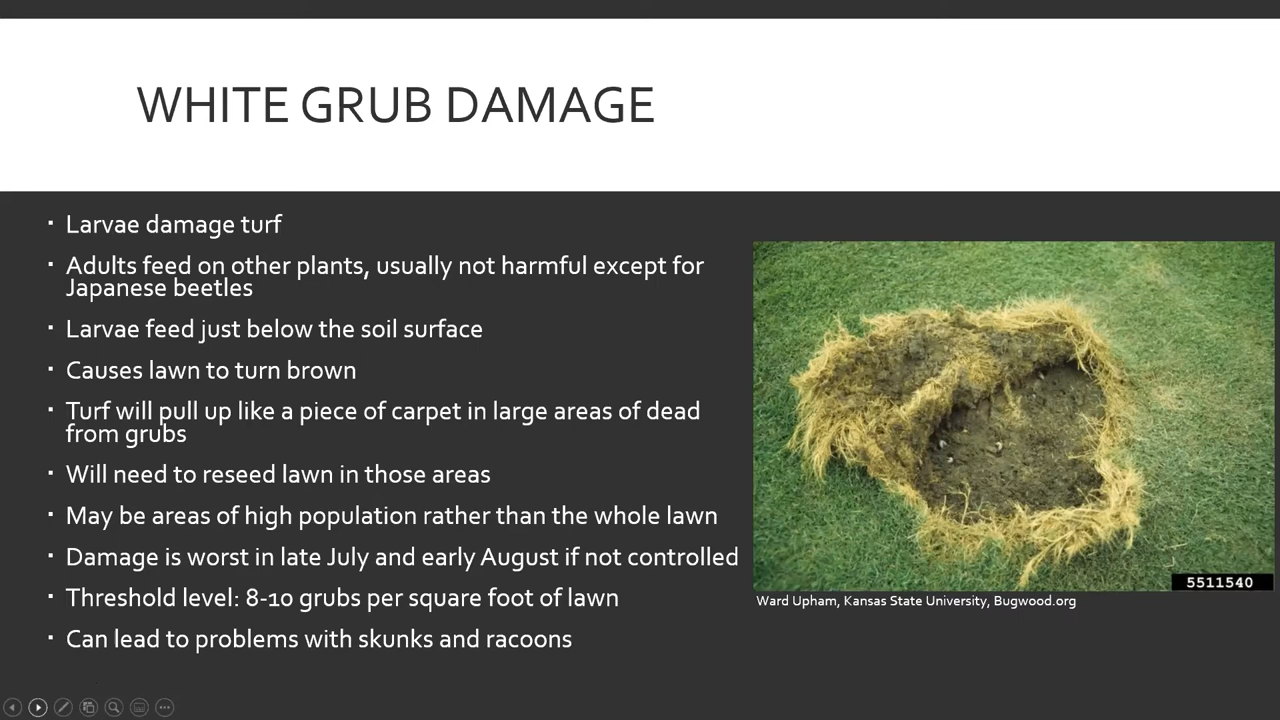 WHITE GRUB DAMAGE
▪ Larvae damage turf
▪ Adults feed on other plants, usually not harmful except for
Japanese beetles
▪ Larvae feed just below the soil surface
▪ Causes lawn to turn brown
▪ Turf will pull up like a piece of carpet in large areas of dead
from grubs
▪ Will need to reseed lawn in those areas
▪ May be areas of high population rather than the whole lawn
▪ Damage is worst in late July and early August if not controlled
▪ Threshold level: 8-10 grubs per square foot of lawn
▪ Can lead to problems with skunks and racoons
5511540
Ward Upham, Kansas State University, Bugwood.org